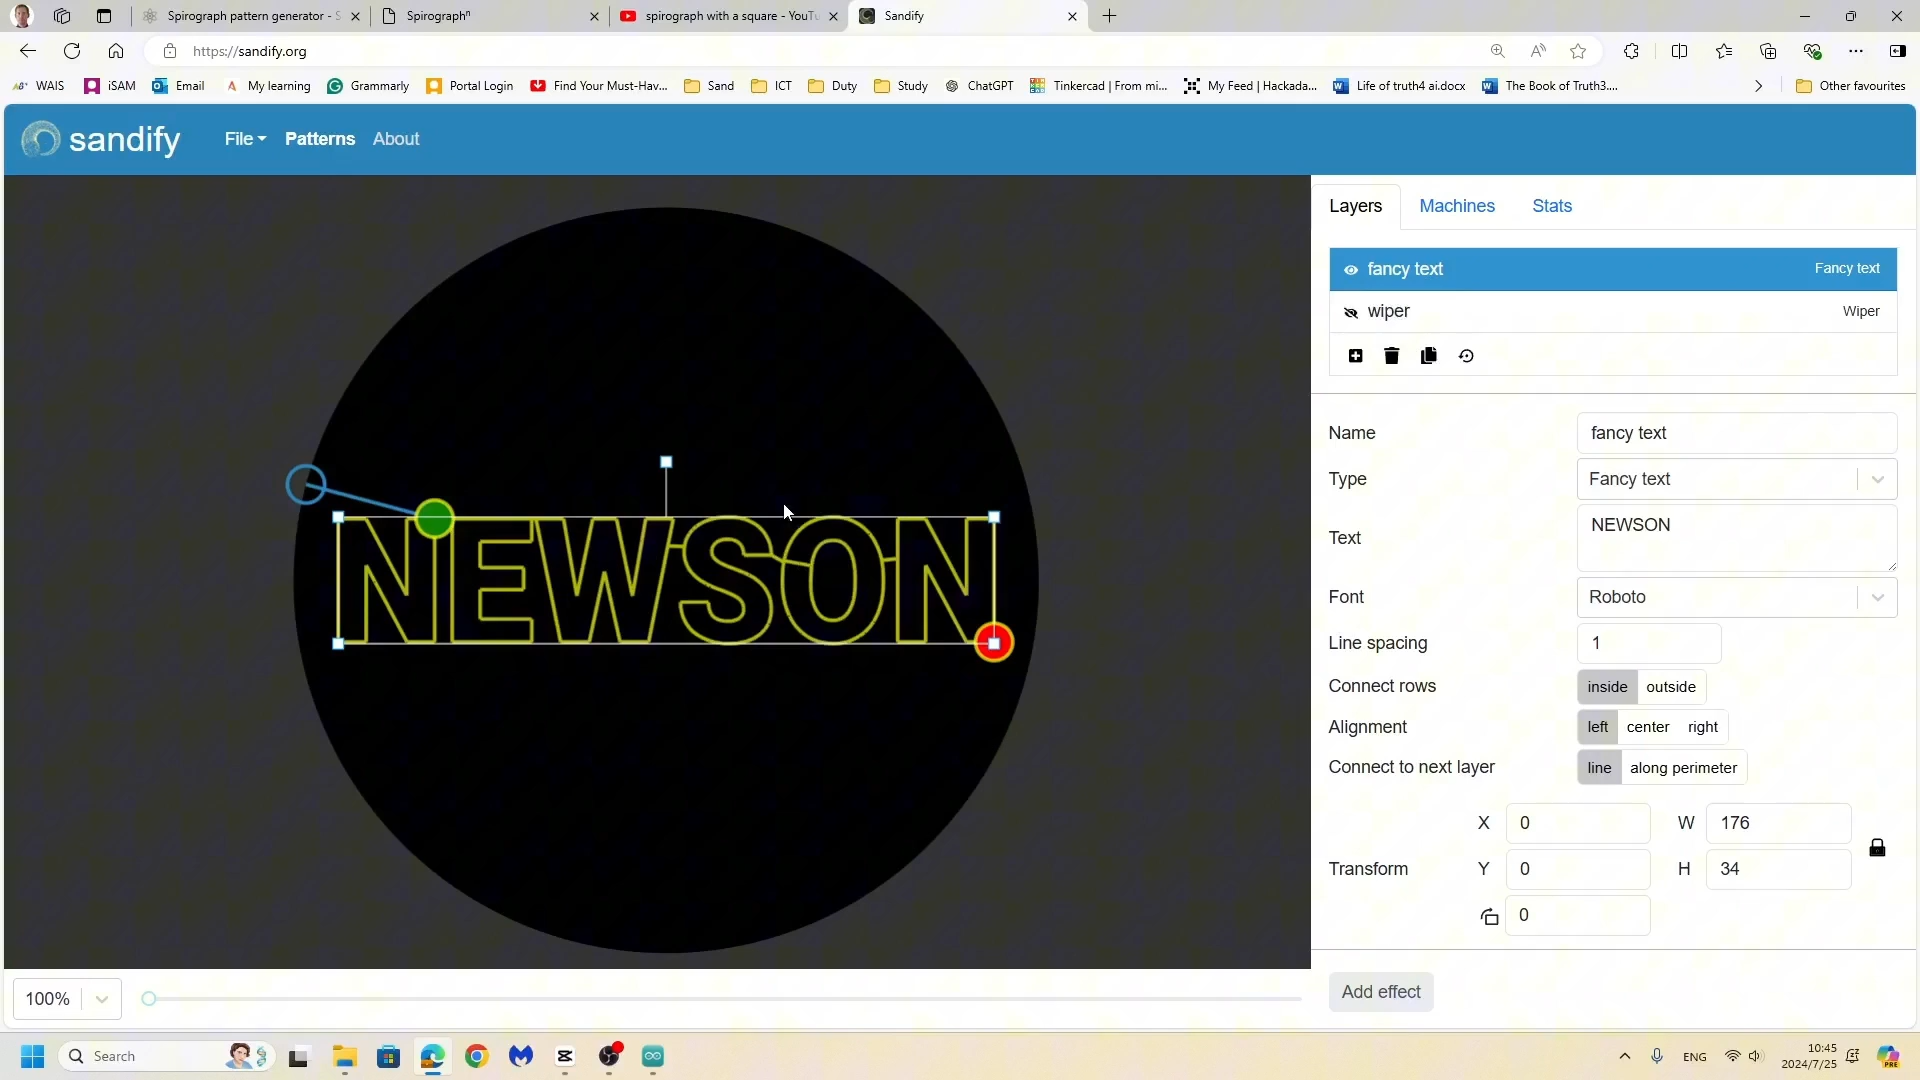 Spirograph pattern generator - S
Spirographⁿ
spirograph with a square - YouTu
Sandify
https://sandify.org
WAIS
iSAM
Email
My learning
Grammarly
Portal Login
Find Your Must-Hav...
Sand
ICT
Duty
Study
ChatGPT
Tinkercad | From mi...
My Feed | Hackada...
Life of truth4 ai.docx
The Book of Truth3....
Other favourites
sandify
File
Patterns
About
Layers
Machines
Stats
fancy text
Fancy text
wiper
Wiper
Name
fancy text
Type
Fancy text
Text
NEWSON
Font
Roboto
Line spacing
1
Connect rows
inside
outside
Alignment
left
center
right
Connect to next layer
line
along perimeter
Transform
X
0
W
176
Y
0
H
34
0
Add effect
NEWSON
100%
Search
ENG
10:45
2024/7/25
PRE